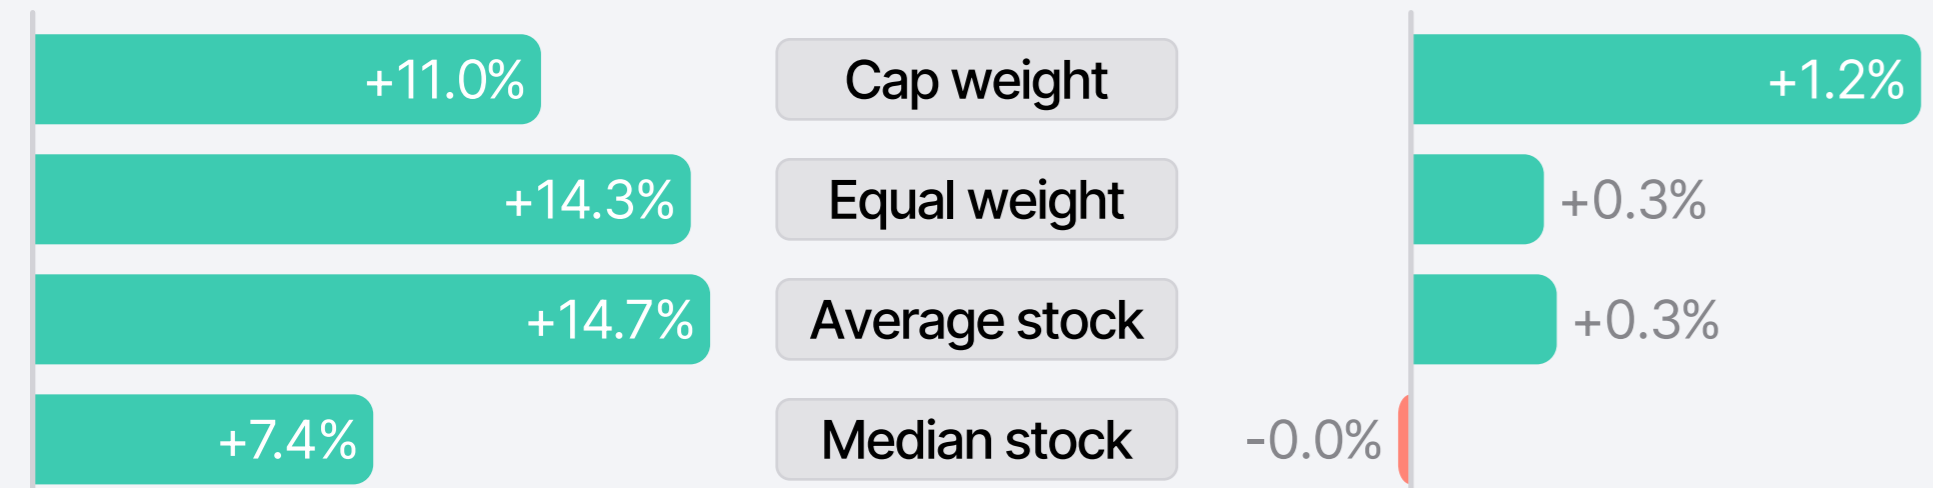 +11.0% Cap weight +1.2%
+14.3% Equal weight +0.3%
+14.7% Average stock +0.3%
+7.4% Median stock -0.0%